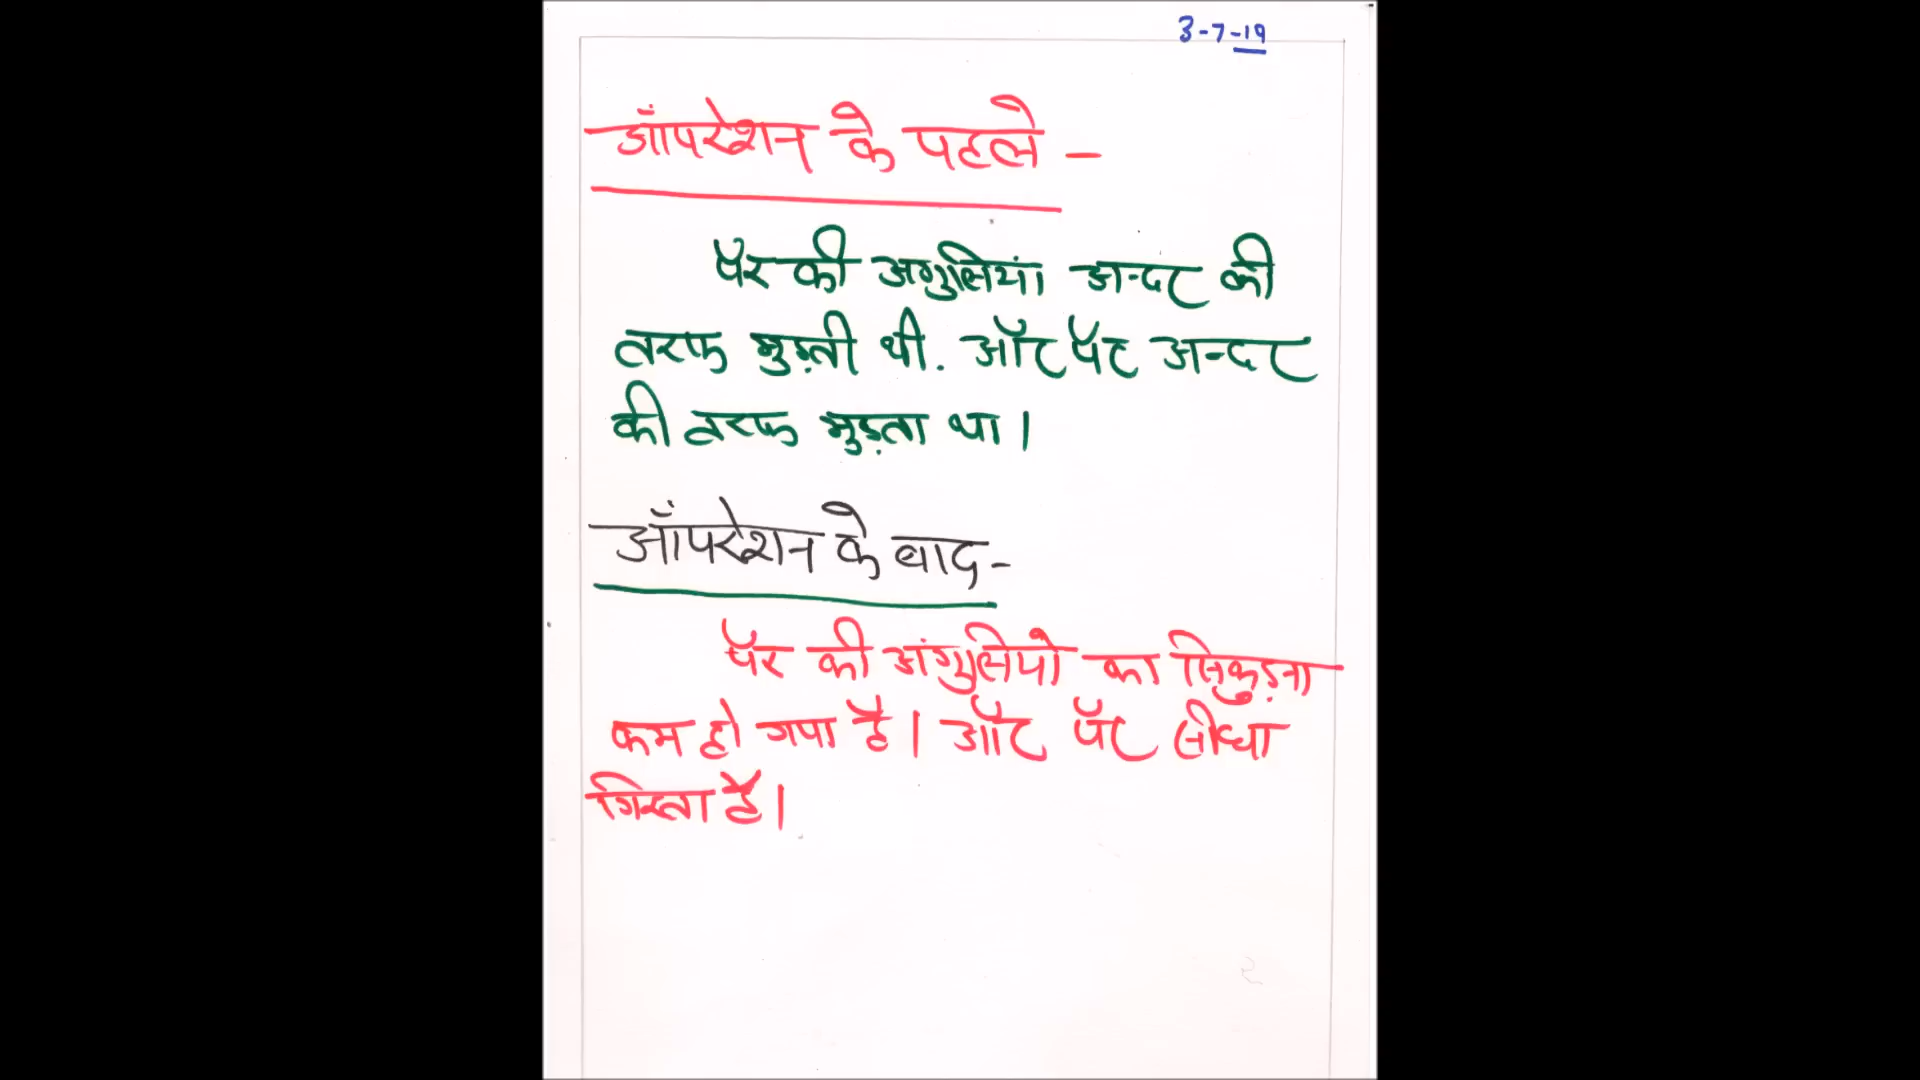 3-7-19
ऑपरेशन के पहले -
पैर की अगुलियां अन्दर की
तरफ मुड़ती थी. और पैर अन्दर
की तरफ मुड़ता था।
ऑपरेशन के बाद-
पैर की अंगुलियो का सिकुड़ना
कम हो गया है। और पैर सीधा
गिरता है।